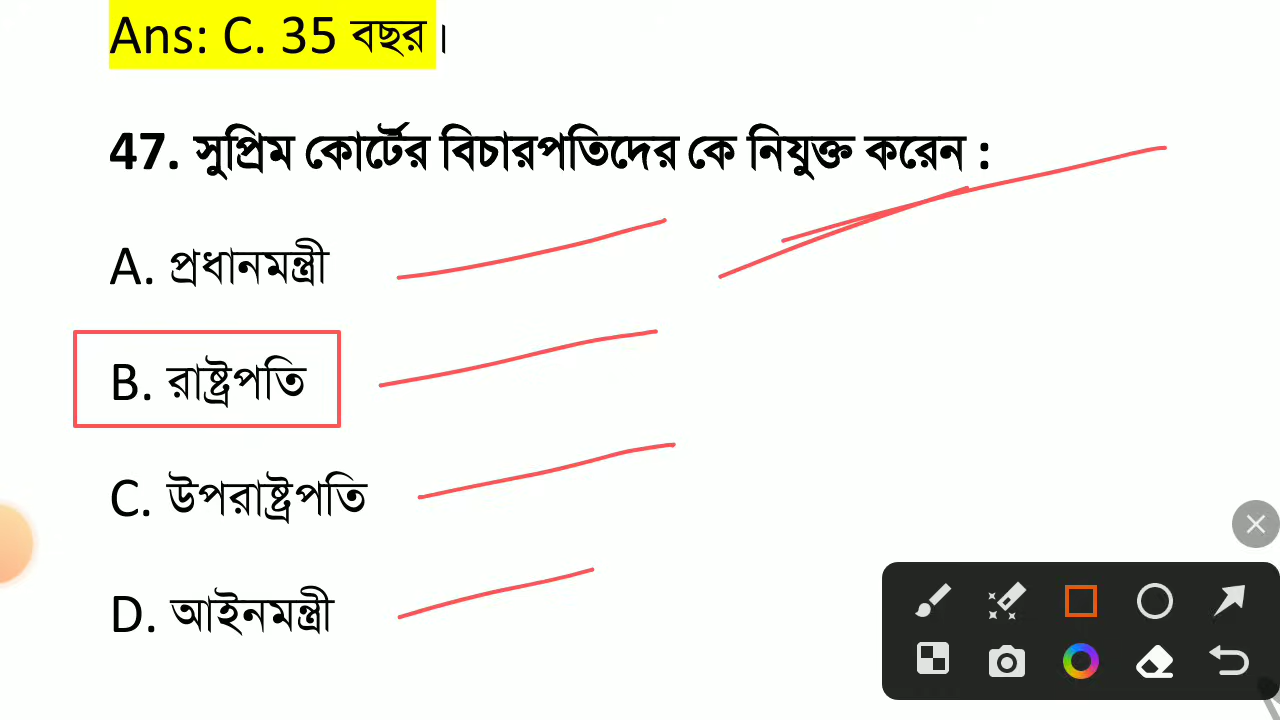 Ans: C. 35 বছর।
47. সুপ্রিম কোর্টের বিচারপতিদের কে নিযুক্ত করেন :
A. প্রধানমন্ত্রী
B. রাষ্ট্রপতি
C. উপরাষ্ট্রপতি
D. আইনমন্ত্রী